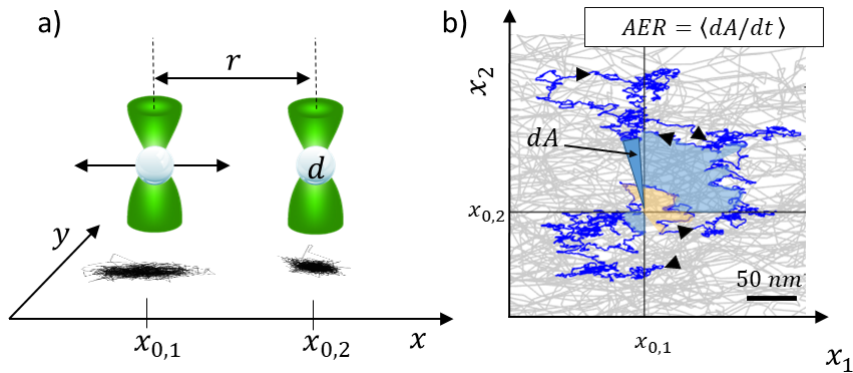 a)
r
d
y
x₀,₁
x₀,₂
x
b)
AER = ⟨dA/dt⟩
x₂
dA
x₀,₂
50 nm
x₀,₁
x₁